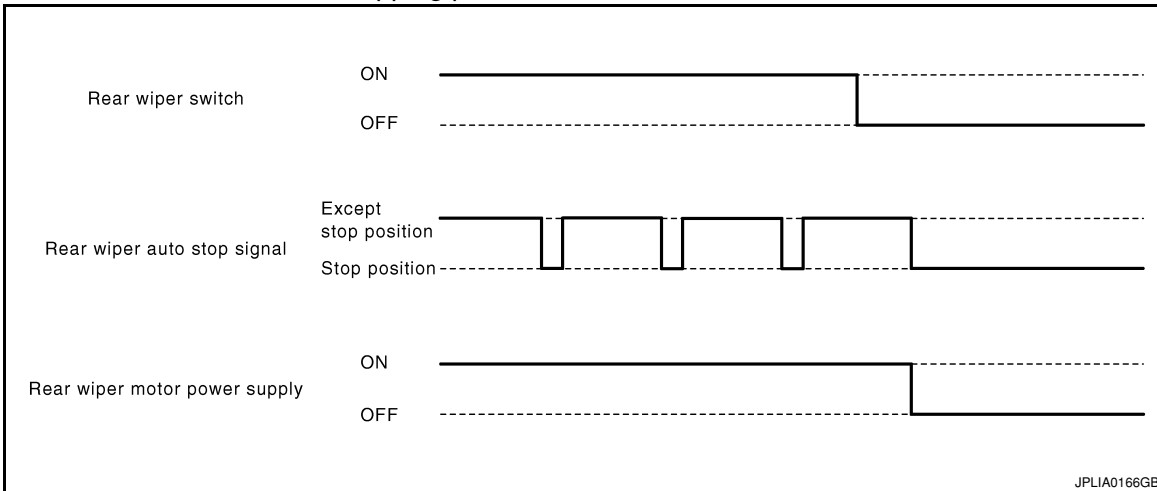 ON
Rear wiper switch
OFF
Except
stop position
Rear wiper auto stop signal
Stop position
ON
Rear wiper motor power supply
OFF
JPLIA0166GB